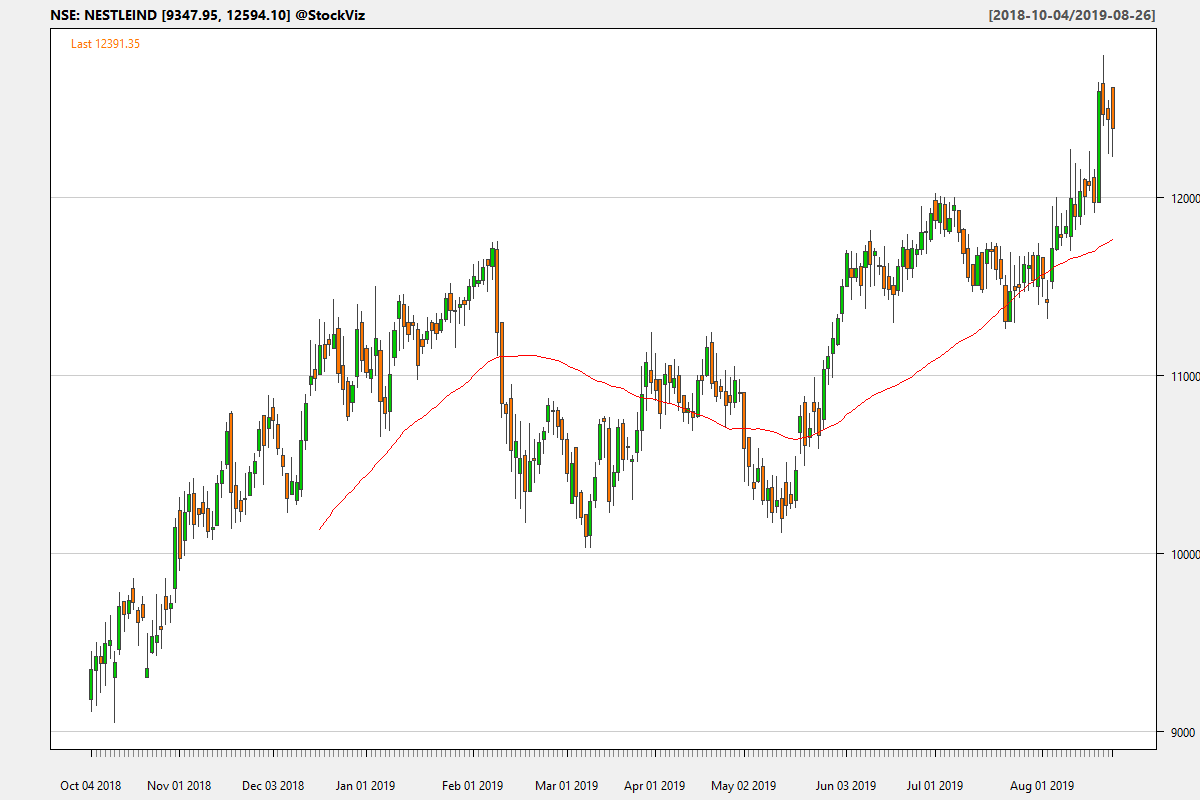 NSE: NESTLEIND [9347.95, 12594.10] @StockViz
[2018-10-04/2019-08-26]
Last 12391.35
12000
11000
10000
9000
Oct 04 2018
Nov 01 2018
Dec 03 2018
Jan 01 2019
Feb 01 2019
Mar 01 2019
Apr 01 2019
May 02 2019
Jun 03 2019
Jul 01 2019
Aug 01 2019